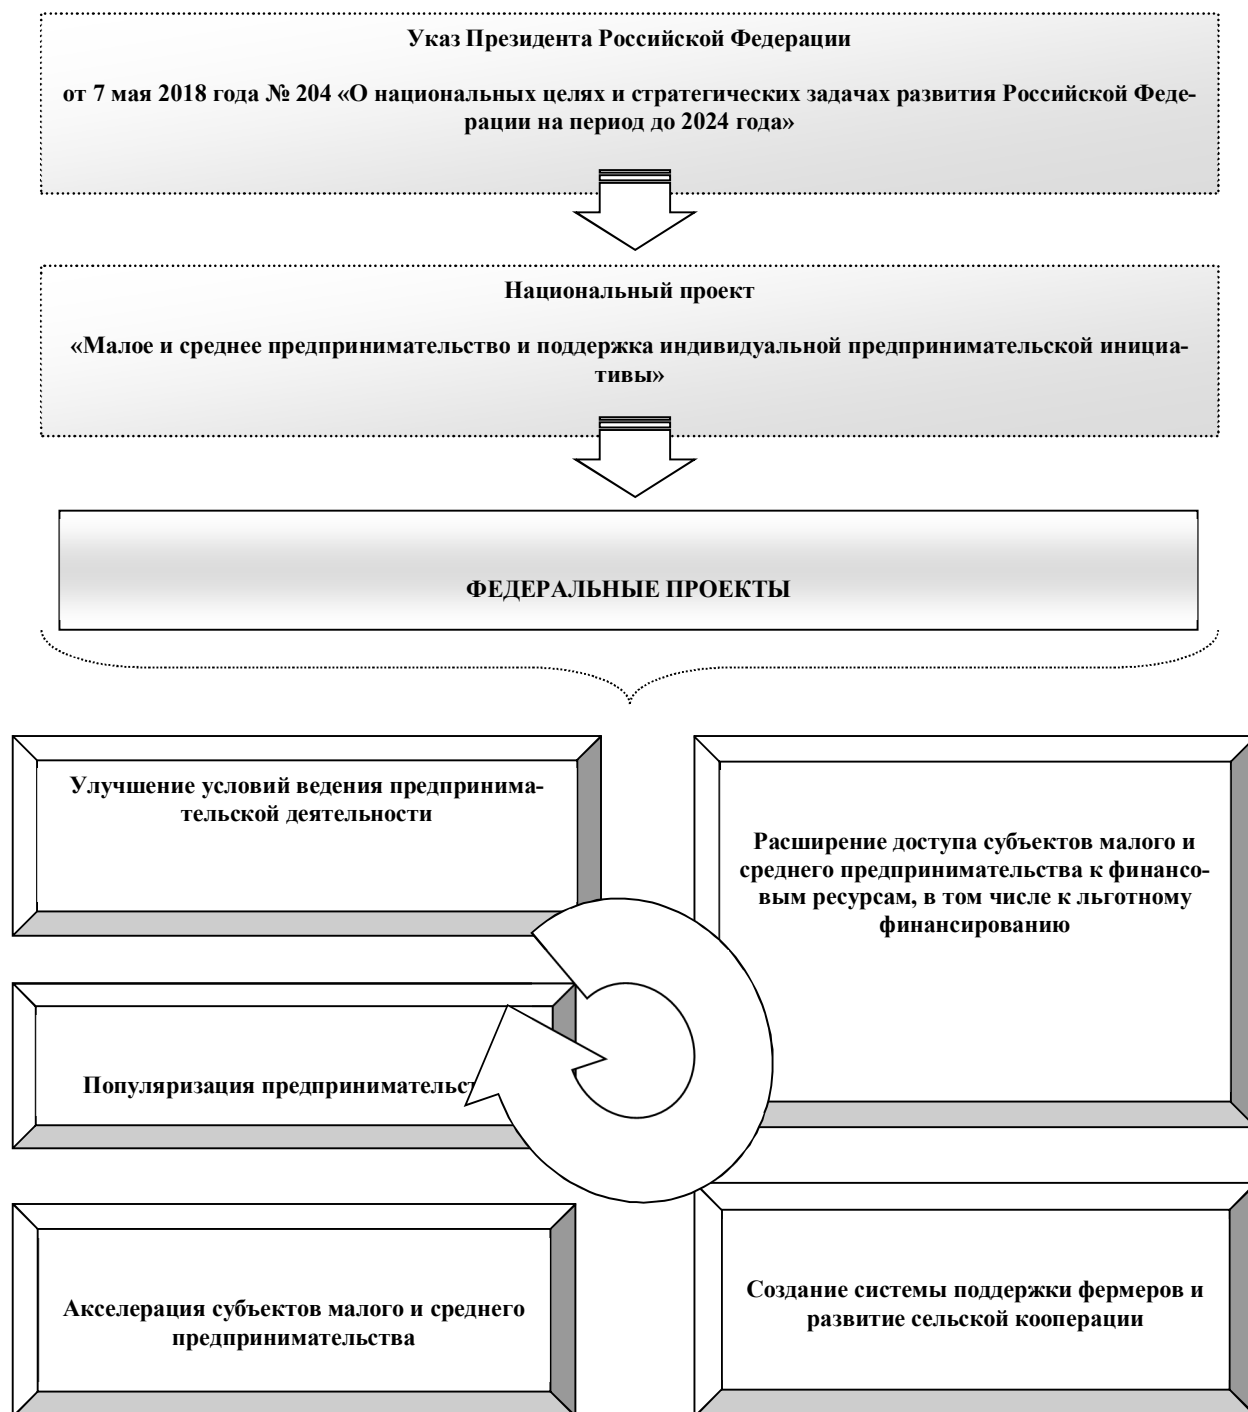 Указ Президента Российской Федерации
от 7 мая 2018 года № 204 «О национальных целях и стратегических задачах развития Российской Феде-
рации на период до 2024 года»
Национальный проект
«Малое и среднее предпринимательство и поддержка индивидуальной предпринимательской инициа-
тивы»
ФЕДЕРАЛЬНЫЕ ПРОЕКТЫ
Улучшение условий ведения предпринима-
тельской деятельности
Расширение доступа субъектов малого и
среднего предпринимательства к финансо-
вым ресурсам, в том числе к льготному
финансированию
Популяризация предпринимательст
Акселерация субъектов малого и среднего
предпринимательства
Создание системы поддержки фермеров и
развитие сельской кооперации